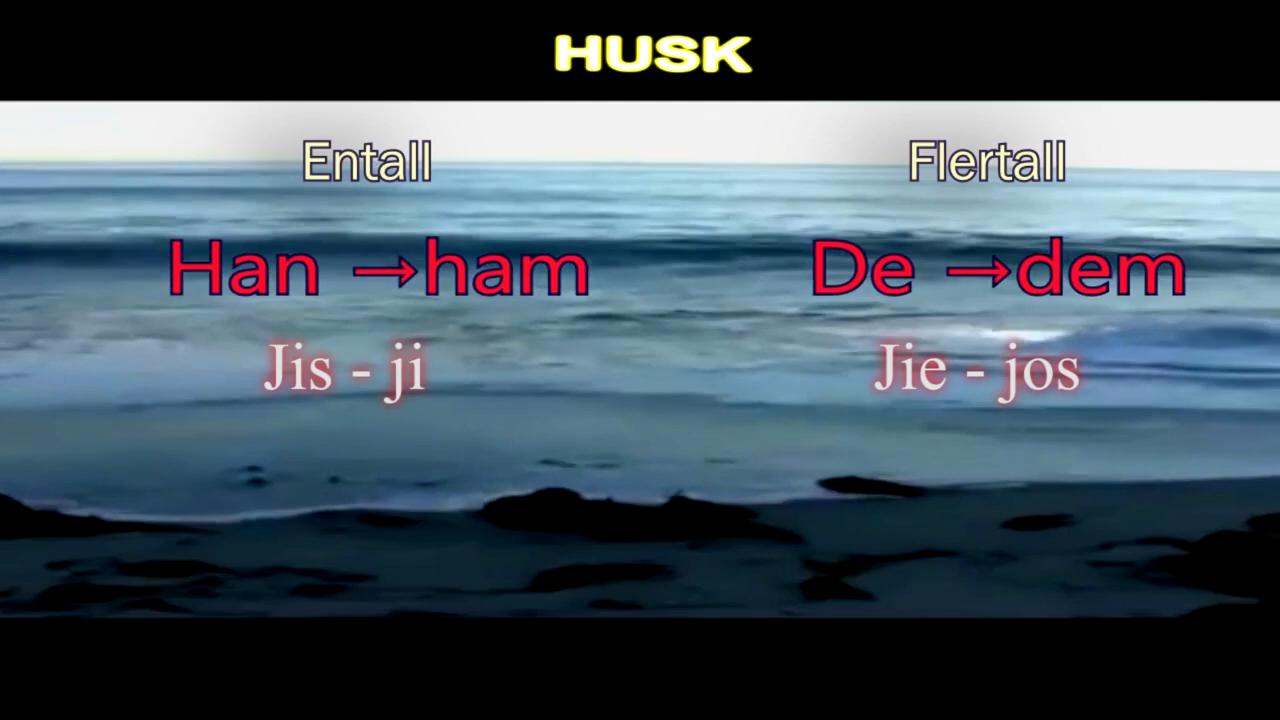 HUSK
Entall
Flertall
Han →ham
De →dem
Jis - ji
Jie - jos